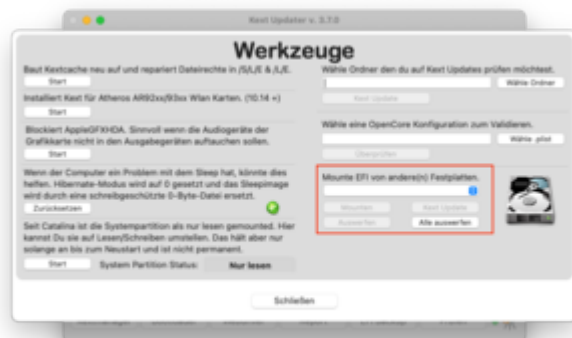 Kext Updater v. 3.7.0
Werkzeuge
Baut Kextcache neu auf und repariert Dateirechte in /S/L/E & /L/E.
Start
Installiert Kext für Atheros AR92xx/93xx Wlan Karten. (10.14 +)
Start
Blockiert AppleGFXHDA. Sinnvoll wenn die Audiogeräte der
Grafikkarte nicht in den Ausgabegeräten auftauchen sollen.
Start
Wenn der Computer ein Problem mit dem Sleep hat, könnte dies
helfen. Hibernate-Modus wird auf 0 gesetzt und das Sleepimage
wird durch eine schreibgeschützte 0-Byte-Datei ersetzt.
Zurücksetzen
Seit Catalina ist die Systempartition als nur lesen gemounted. Hier
kannst Du sie auf Lesen/Schreiben umstellen. Das hält aber nur
solange an bis zum Neustart und ist nicht permanent.
Start
System Partition Status:
Nur lesen
Wähle Ordner den du auf Kext Updates prüfen möchtest.
Wähle Ordner
Kext Update
Wähle eine OpenCore Konfiguration zum Validieren.
Wähle .plist
Überprüfen
Mounte EFI von andere(n) Festplatten.
Mounten
Kext Update
Auswerfen
Alle auswerfen
Schließen